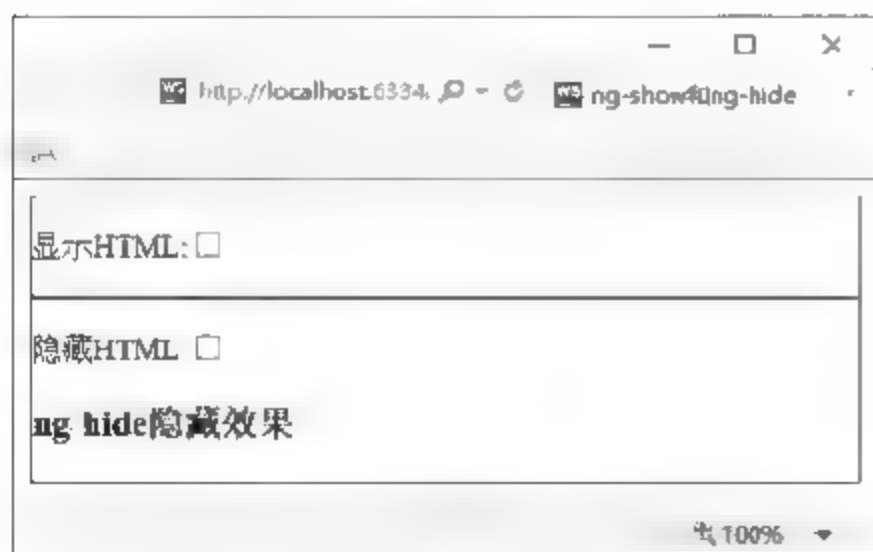 http://localhost:6334. ng-show和ng-hide
显示HTML:
隐藏HTML
ng hide隐藏效果
100%